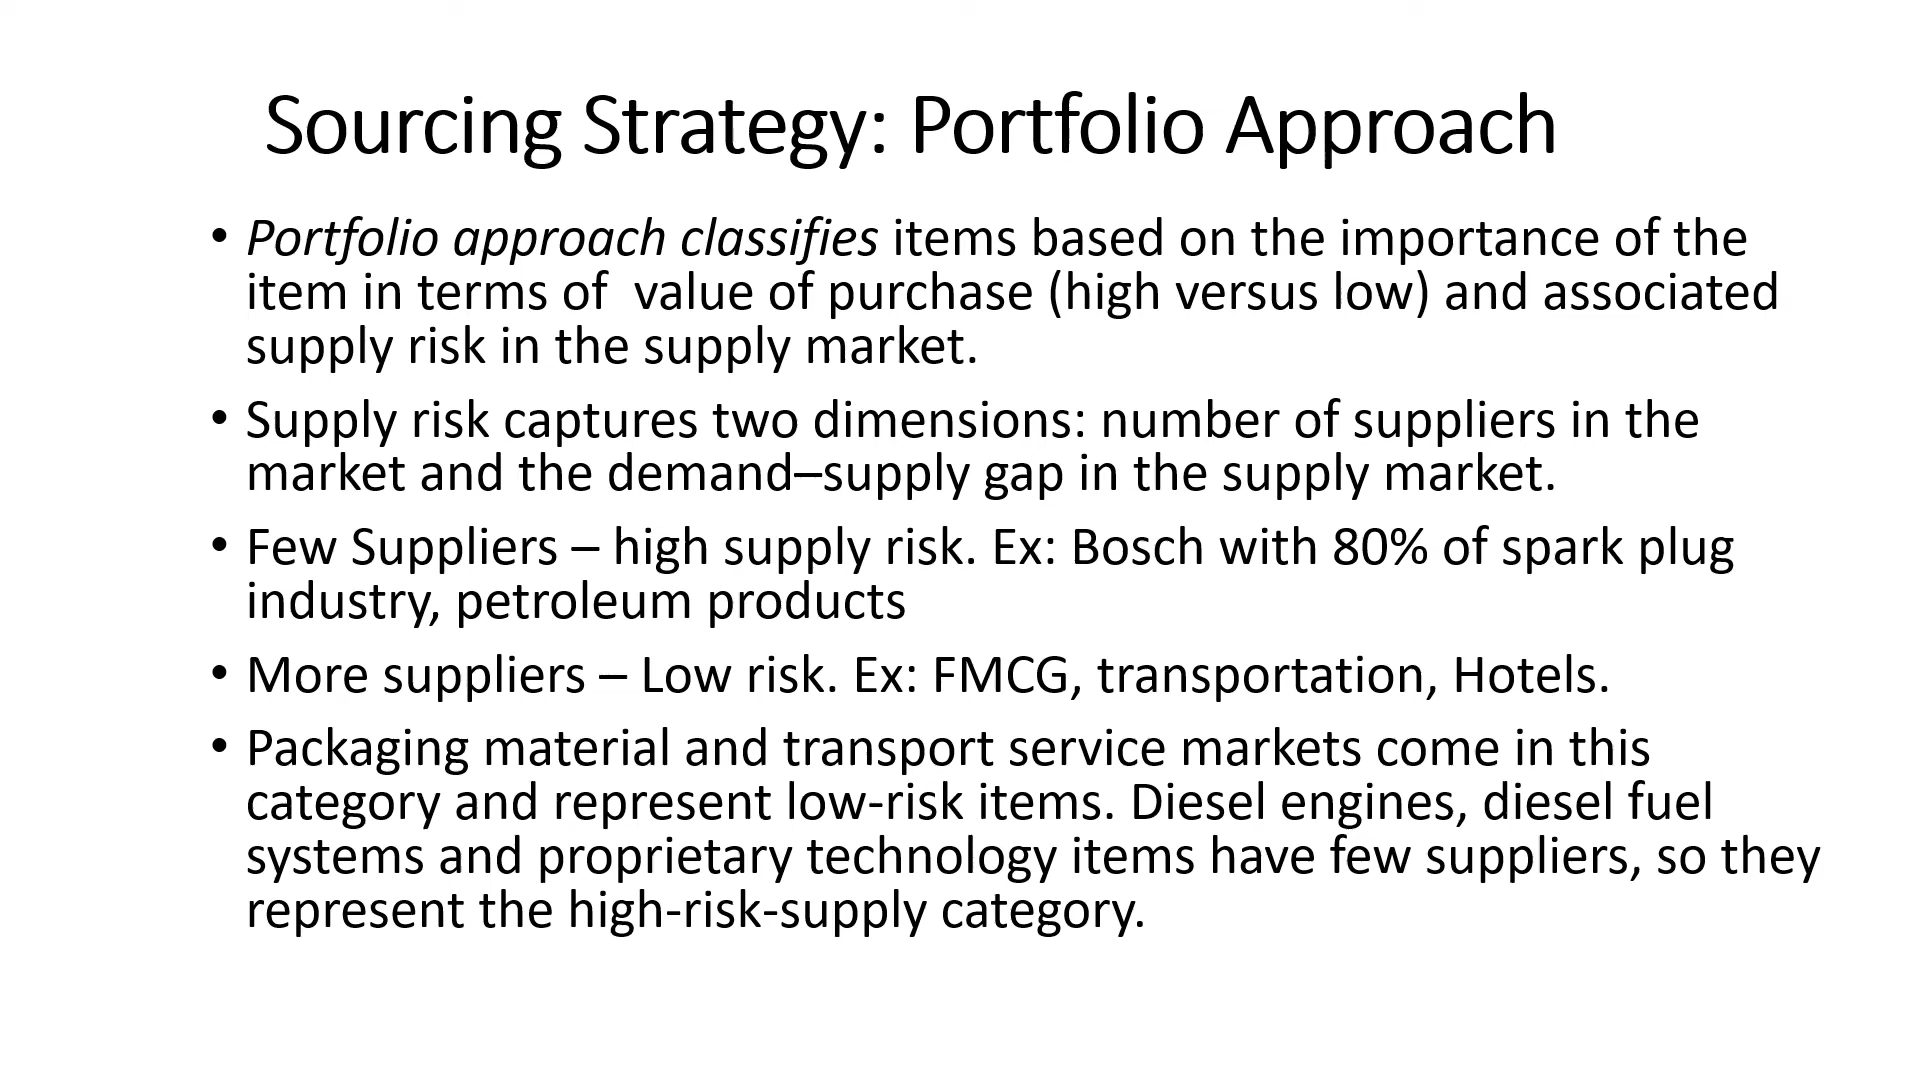 Sourcing Strategy: Portfolio Approach
• Portfolio approach classifies items based on the importance of the
item in terms of  value of purchase (high versus low) and associated
supply risk in the supply market.
• Supply risk captures two dimensions: number of suppliers in the
market and the demand–supply gap in the supply market.
• Few Suppliers – high supply risk. Ex: Bosch with 80% of spark plug
industry, petroleum products
• More suppliers – Low risk. Ex: FMCG, transportation, Hotels.
• Packaging material and transport service markets come in this
category and represent low-risk items. Diesel engines, diesel fuel
systems and proprietary technology items have few suppliers, so they
represent the high-risk-supply category.